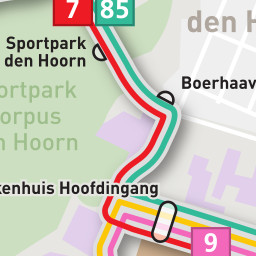 7 85
den H
Sportpark
den Hoorn
Boerhaav
ortpark
orpus
n Hoorn
kenhuis Hoofdingang
9